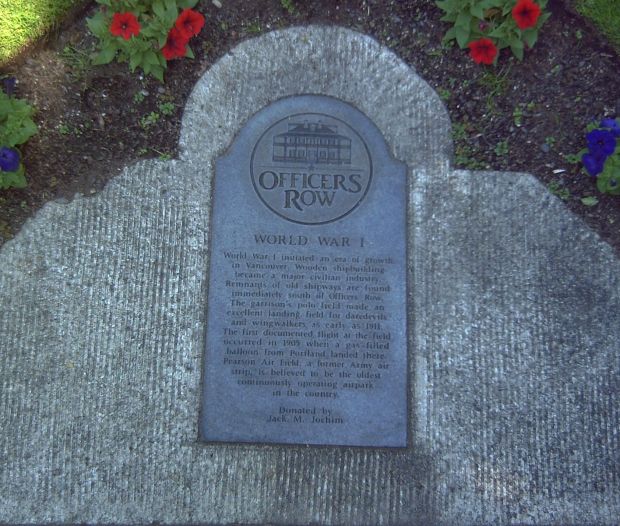 OFFICERS
ROW
WORLD WAR I
World War I initiated an era of growth
in Vancouver. Wooden shipbuilding
became a major civilian industry.
Remnants of old shipways are found
immediately south of Officers Row.
The garrison's polo field made an
excellent landing field for daredevils
and wingwalkers as early as 1911.
The first documented flight at the field
occurred in 1905 when a gas-filled
balloon from Portland landed there.
Pearson Air Field, a former Army air
strip, is believed to be the oldest
continuously operating airpark
in the country.
Donated by
Jack. M. Jochim